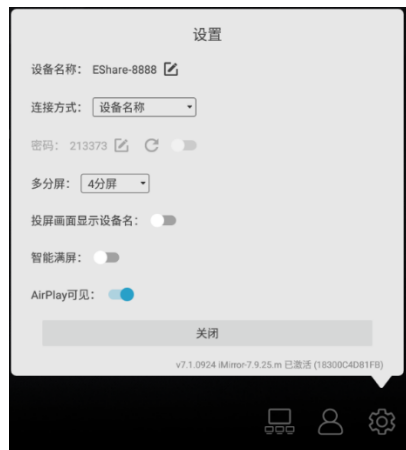 设置
设备名称： EShare-8888
连接方式： 设备名称
密码： 213373
多分屏： 4分屏
投屏画面显示设备名：
智能满屏：
AirPlay可见：
关闭
v7.1.0924 iMirror-7.9.25.m 已激活 (18300C4D81FB)